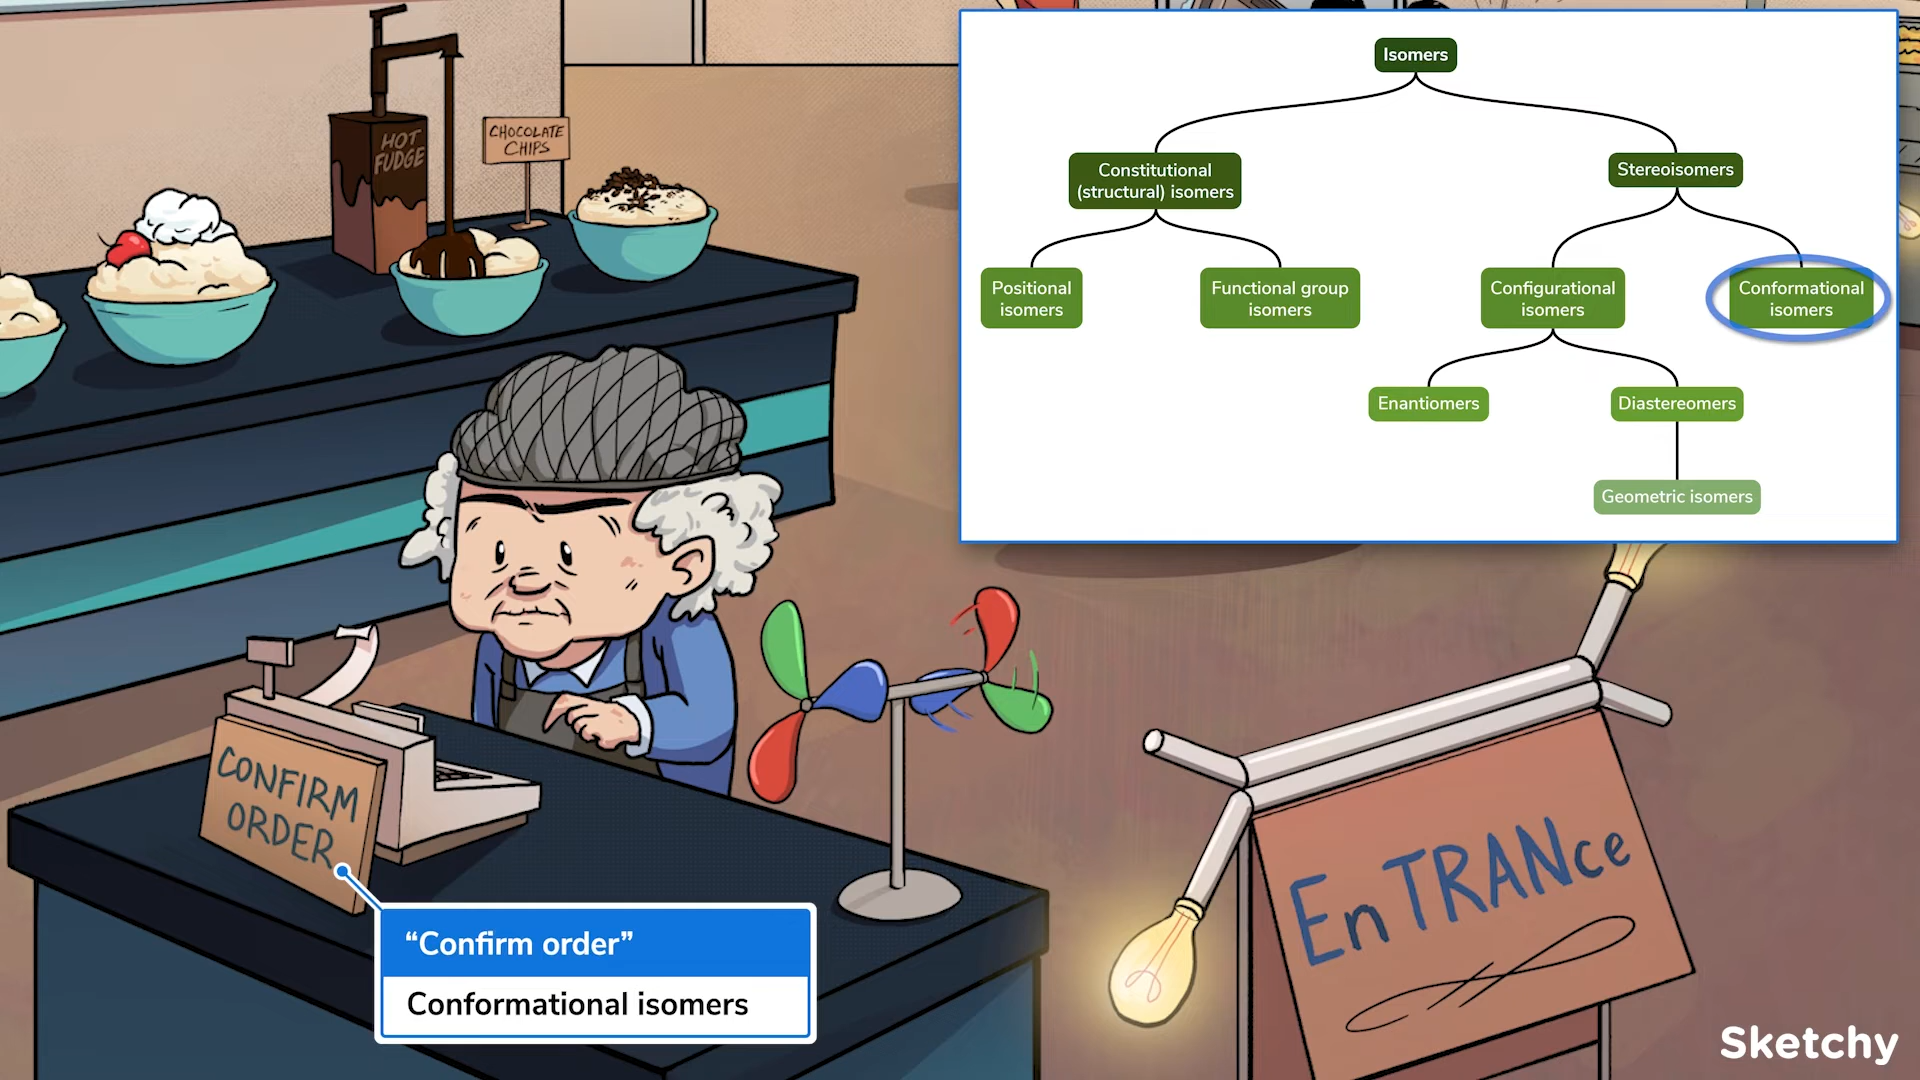 HOT
FUDGE
CHOCOLATE
CHIPS
Isomers
Constitutional
(structural) isomers
Stereoisomers
Positional
isomers
Functional group
isomers
Configurational
isomers
Conformational
isomers
Enantiomers
Diastereomers
Geometric isomers
CONFIRM
ORDER
EnTRANce
“Confirm order”
Conformational isomers
Sketchy